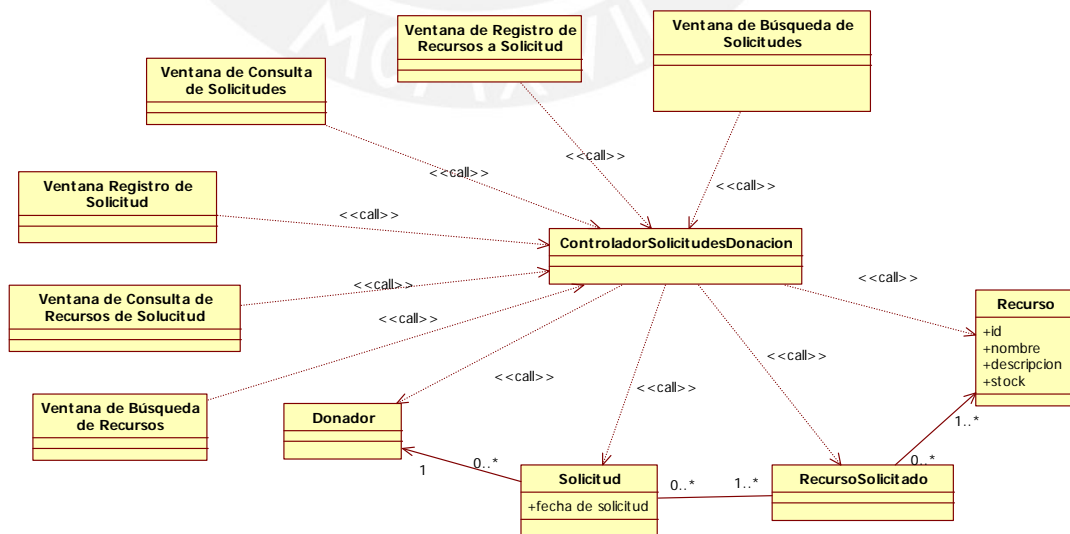 Ventana de Registro de
Recursos a Solicitud
Ventana de Búsqueda de
Solicitudes
Ventana de Consulta
de Solicitudes
<<call>>
<<call>>
<<call>>
Ventana Registro de
Solicitud
<<call>>
ControladorSolicitudesDonacion
Ventana de Consulta de
Recursos de Solucitud
<<call>>
<<call>>
<<call>>
Recurso
+id
+nombre
+descripcion
+stock
<<call>>
<<call>>
<<call>>
Ventana de Búsqueda
de Recursos
Donador
1..*
0..*
1
0..*
Solicitud
+fecha de solicitud
0..*
1..*
RecursoSolicitado
MCMXVII